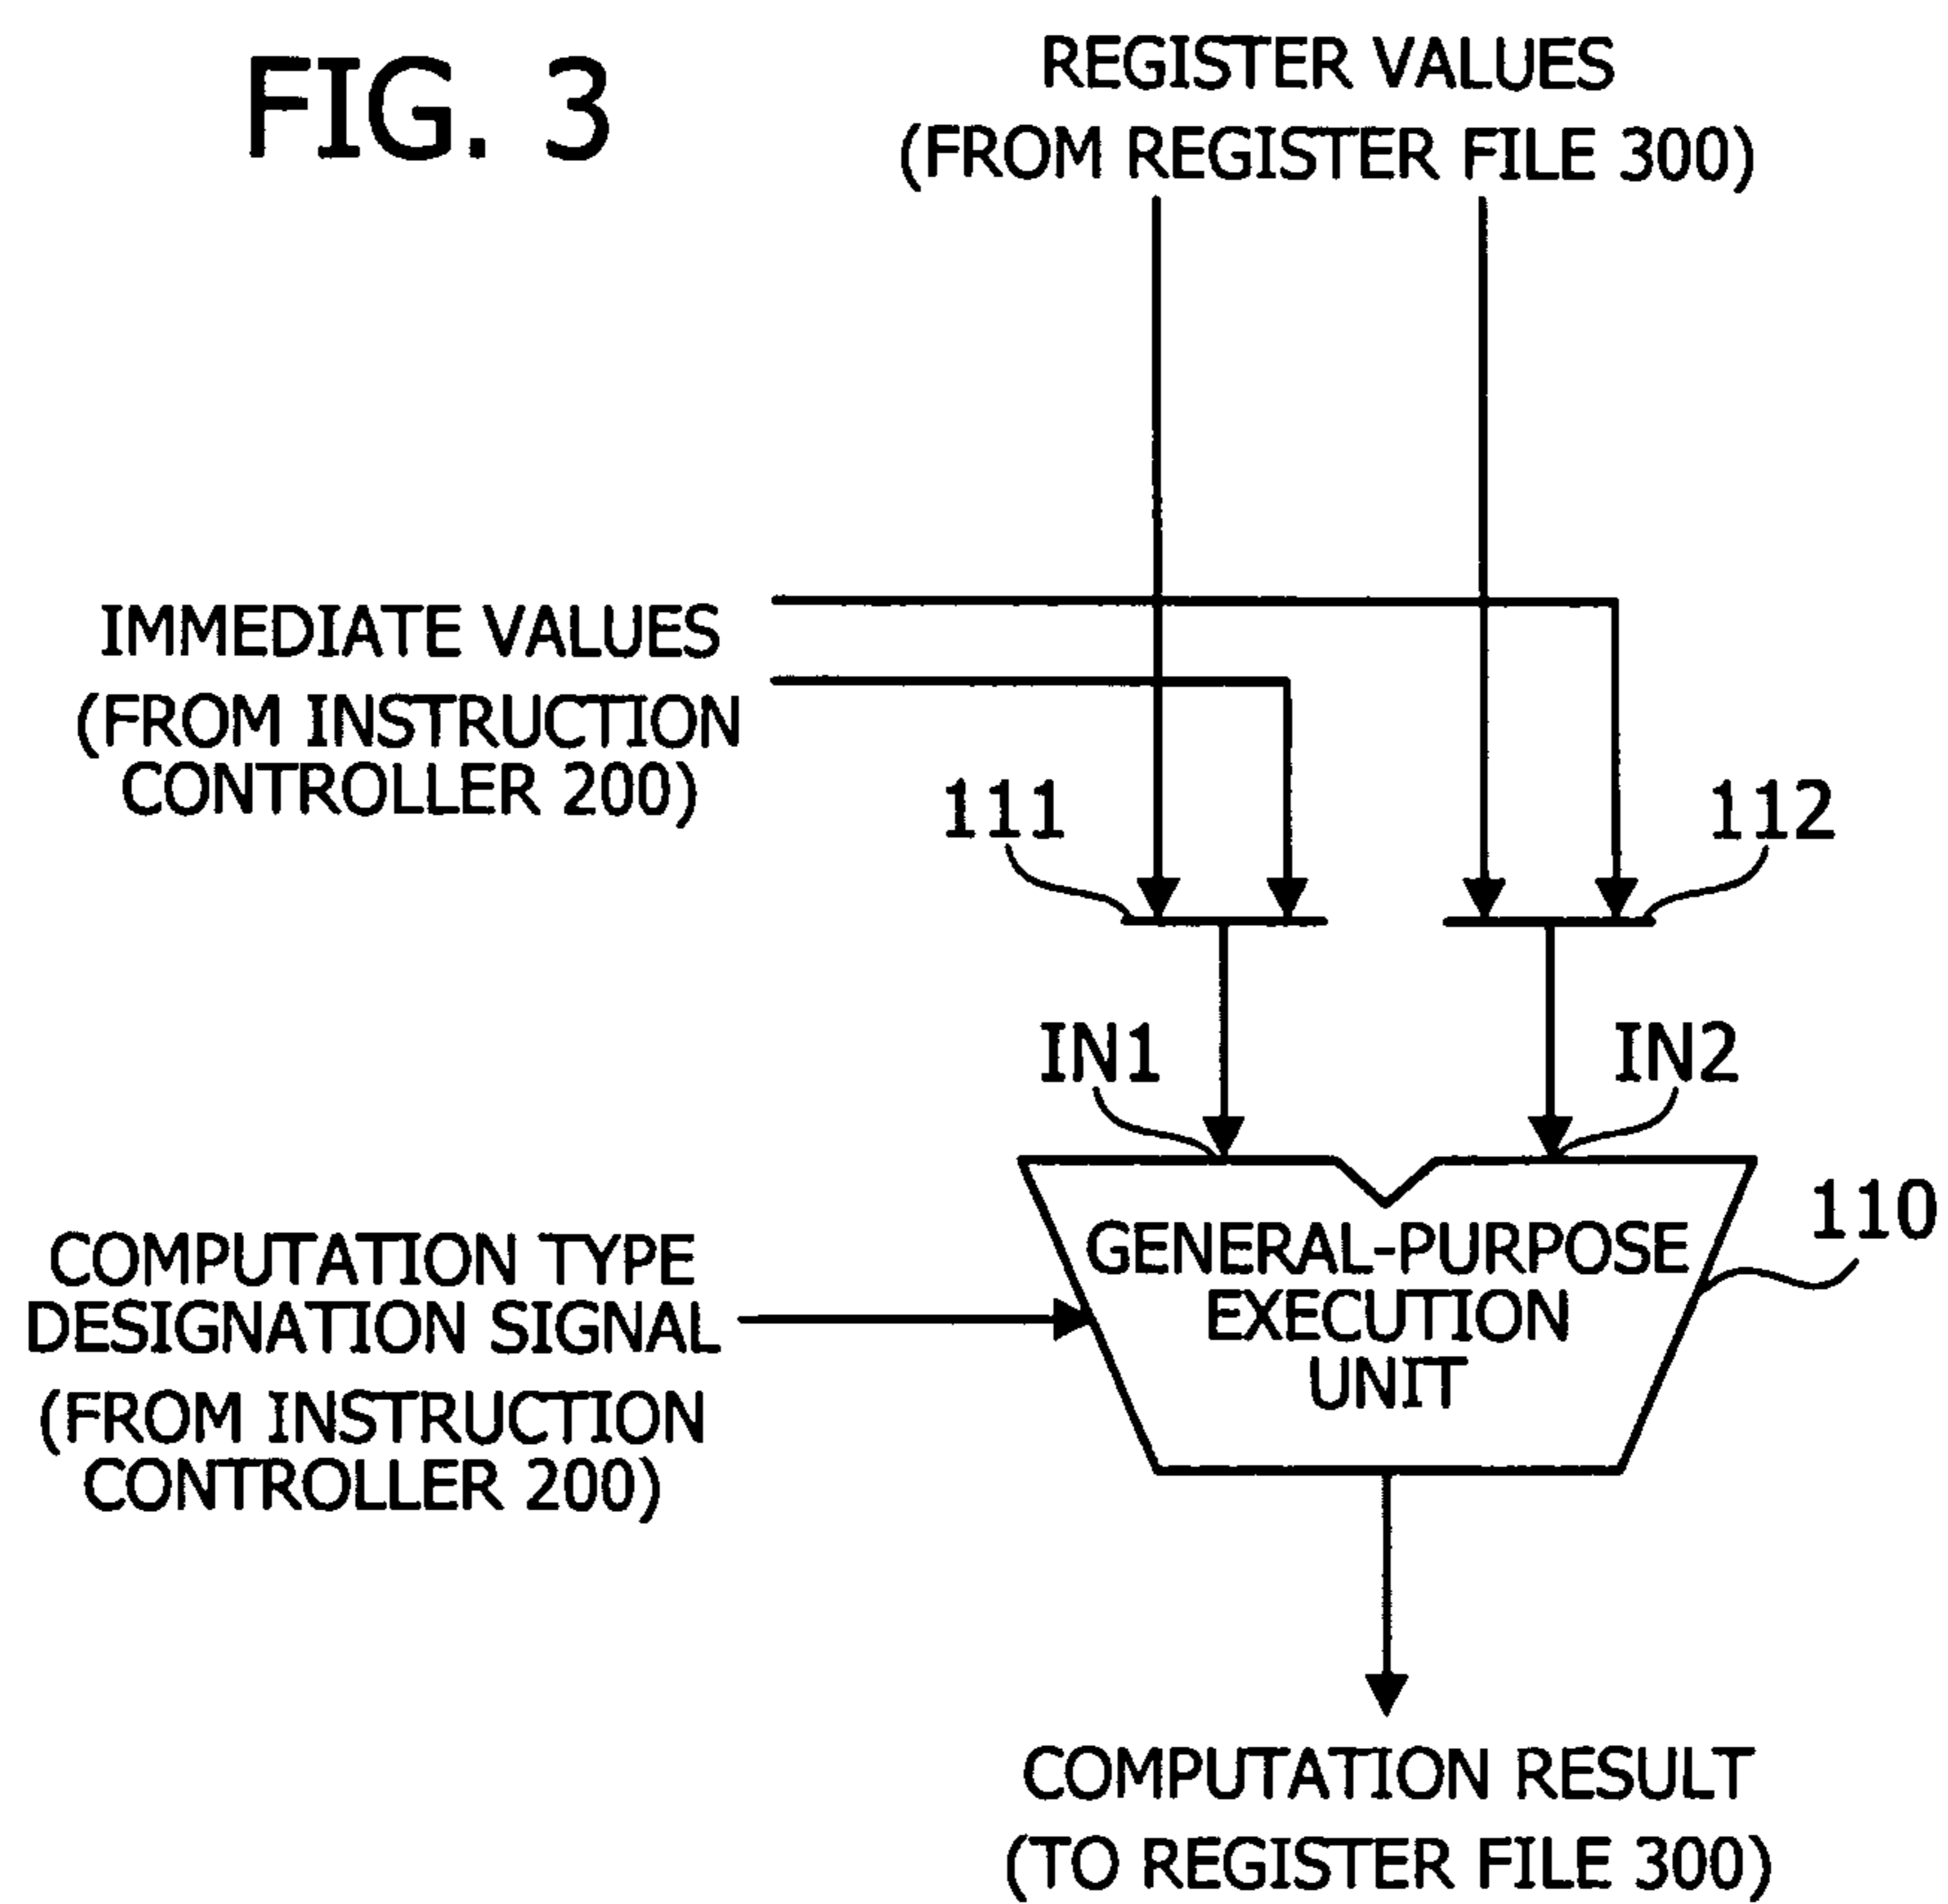 FIG. 3
REGISTER VALUES
(FROM REGISTER FILE 300)
IMMEDIATE VALUES
(FROM INSTRUCTION
CONTROLLER 200)
111
112
IN1
IN2
110
GENERAL-PURPOSE
EXECUTION
UNIT
COMPUTATION TYPE
DESIGNATION SIGNAL
(FROM INSTRUCTION
CONTROLLER 200)
COMPUTATION RESULT
(TO REGISTER FILE 300)